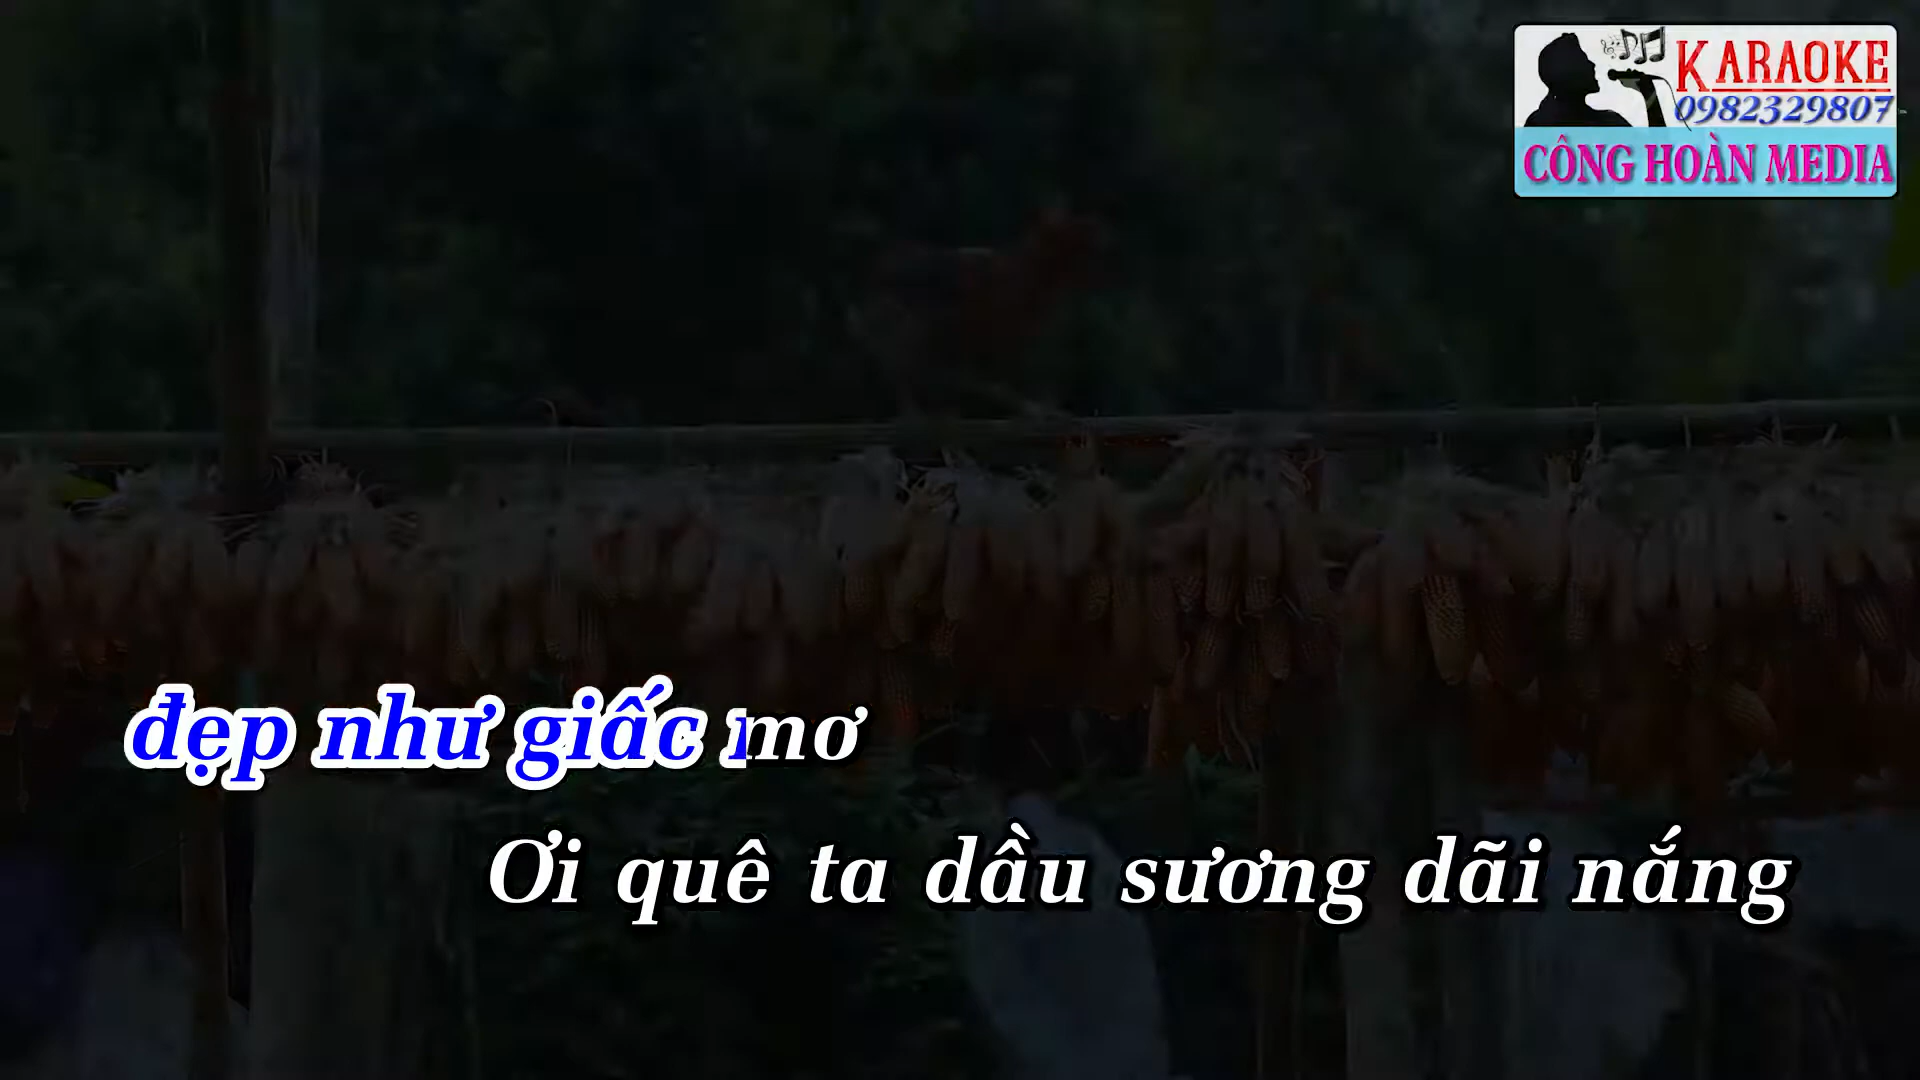 KARAOKE
0982329807
CÔNG HOÀN MEDIA
đẹp như giấc mơ
Ơi quê ta dầu sương dãi nắng